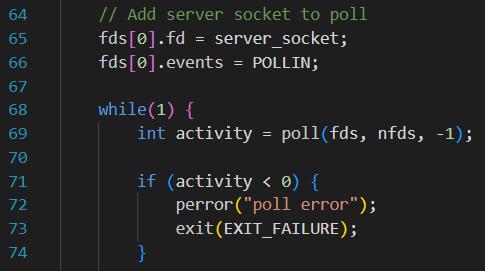 64 // Add server socket to poll
65 fds[0].fd = server_socket;
66 fds[0].events = POLLIN;
67
68 while(1) {
69 int activity = poll(fds, nfds, -1);
70
71 if (activity < 0) {
72 perror("poll error");
73 exit(EXIT_FAILURE);
74 }